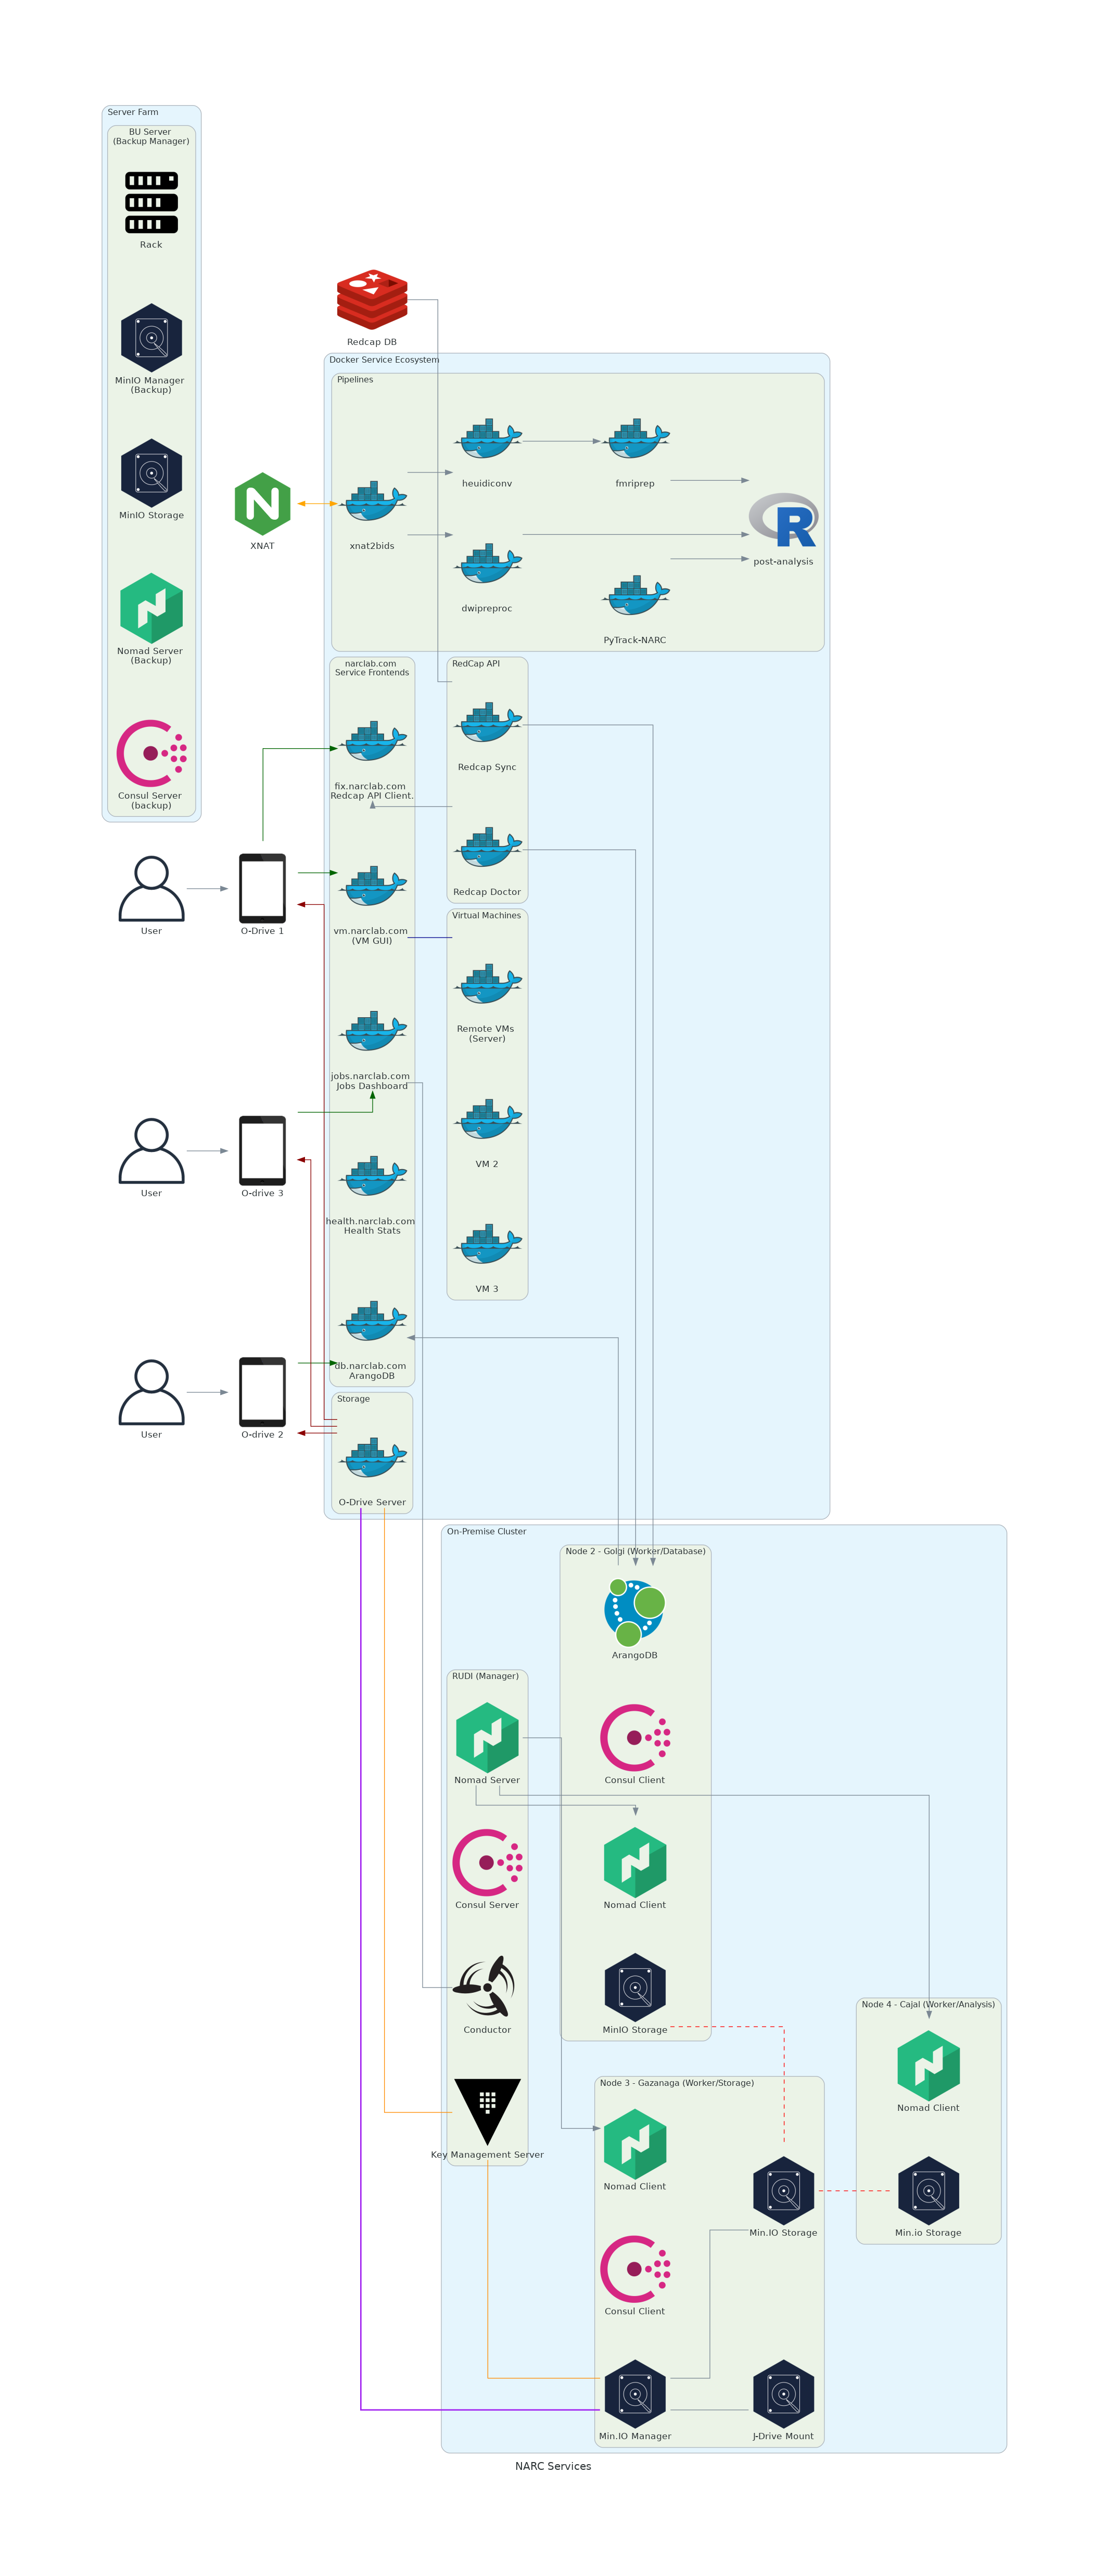 Server Farm
BU Server
(Backup Manager)
Rack
MinIO Manager
(Backup)
MinIO Storage
Nomad Server
(Backup)
Consul Server
(backup)
Redcap DB
Docker Service Ecosystem
Pipelines
heuidiconv
fmriprep
XNAT
xnat2bids
post-analysis
dwipreproc
PyTrack-NARC
narclab.com
Service Frontends
RedCap API
Redcap Sync
fix.narclab.com
Redcap API Client.
Redcap Doctor
User
O-Drive 1
vm.narclab.com
(VM GUI)
Virtual Machines
Remote VMs
(Server)
jobs.narclab.com
Jobs Dashboard
VM 2
User
O-drive 3
health.narclab.com
Health Stats
VM 3
db.narclab.com
ArangoDB
Storage
User
O-drive 2
O-Drive Server
On-Premise Cluster
Node 2 - Golgi (Worker/Database)
ArangoDB
RUDI (Manager)
Nomad Server
Consul Client
Consul Server
Nomad Client
Conductor
MinIO Storage
Node 4 - Cajal (Worker/Analysis)
Nomad Client
Node 3 - Gazanaga (Worker/Storage)
Key Management Server
Nomad Client
Min.IO Storage
Min.io Storage
Consul Client
Min.IO Manager
J-Drive Mount
NARC Services